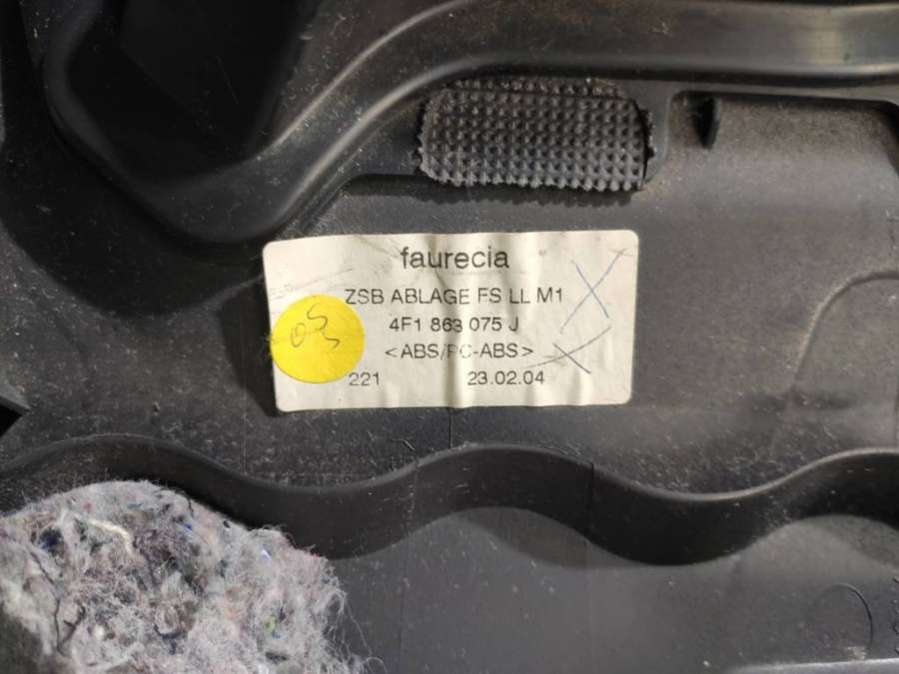 faurecia
ZSB ABLAGE FS LL M1
4F1 863 075 J
<ABS/PC-ABS>
221 23.02.04